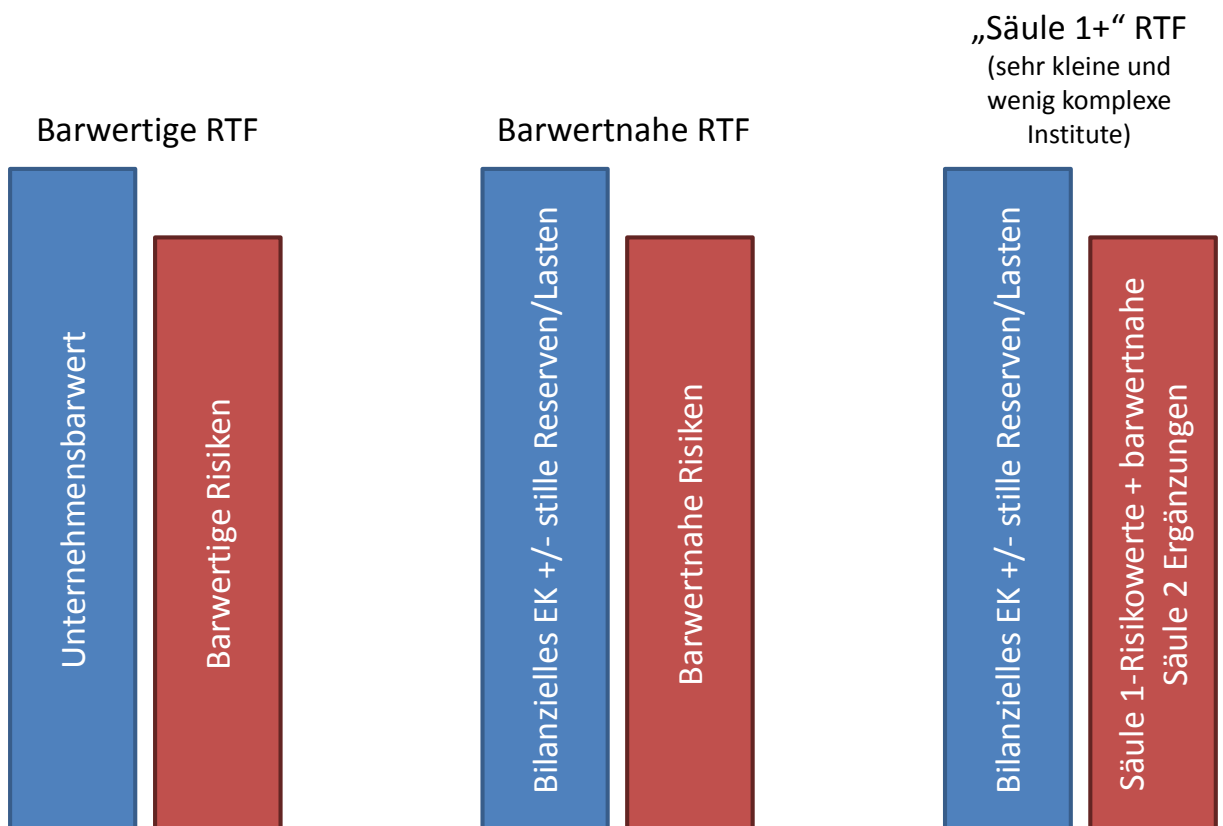 Barwertige RTF
Unternehmensbarwert
Barwertige Risiken
Barwertnahe RTF
Bilanzielles EK +/- stille Reserven/Lasten
Barwertnahe Risiken
„Säule 1+“ RTF
(sehr kleine und
wenig komplexe
Institute)
Bilanzielles EK +/- stille Reserven/Lasten
Säule 1-Risikowerte + barwertnahe
Säule 2 Ergänzungen